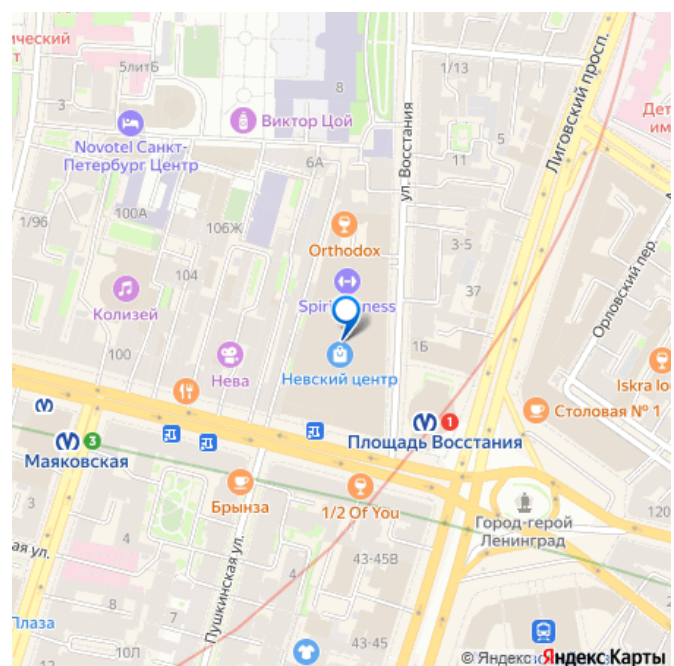 ический
т
5литБ
8
1/13
Лиговский просп.
3
Виктор Цой
Дет
им
Novotel Санкт-
Петербург Центр
6А
11
5
ул. Восстания
1/96
100А
106Ж
Orthodox
3-5
Орловский пер.
104
Колизей
37
100
Нева
Невский центр
1Б
Iskra lo
Столовая № 1
3
Маяковская
1
Площадь Восстания
Брынза
1/2 Of You
Город-герой
Ленинград
120
ая ул.
Пушкинская ул.
4
43-45В
3
4
8
7
Плаза
10Л
43-45
© Яндекс Яндекс Карты